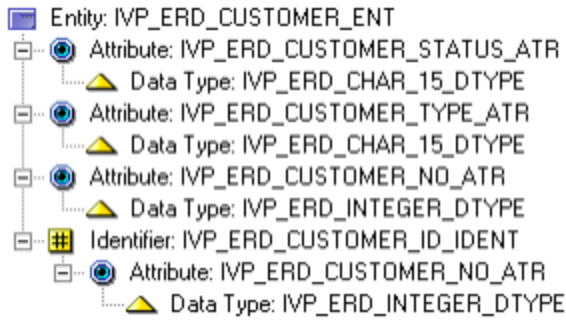 Entity: IVP_ERD_CUSTOMER_ENT
Attribute: IVP_ERD_CUSTOMER_STATUS_ATR
Data Type: IVP_ERD_CHAR_15_DTYPE
Attribute: IVP_ERD_CUSTOMER_TYPE_ATR
Data Type: IVP_ERD_CHAR_15_DTYPE
Attribute: IVP_ERD_CUSTOMER_NO_ATR
Data Type: IVP_ERD_INTEGER_DTYPE
Identifier: IVP_ERD_CUSTOMER_ID_IDENT
Attribute: IVP_ERD_CUSTOMER_NO_ATR
Data Type: IVP_ERD_INTEGER_DTYPE